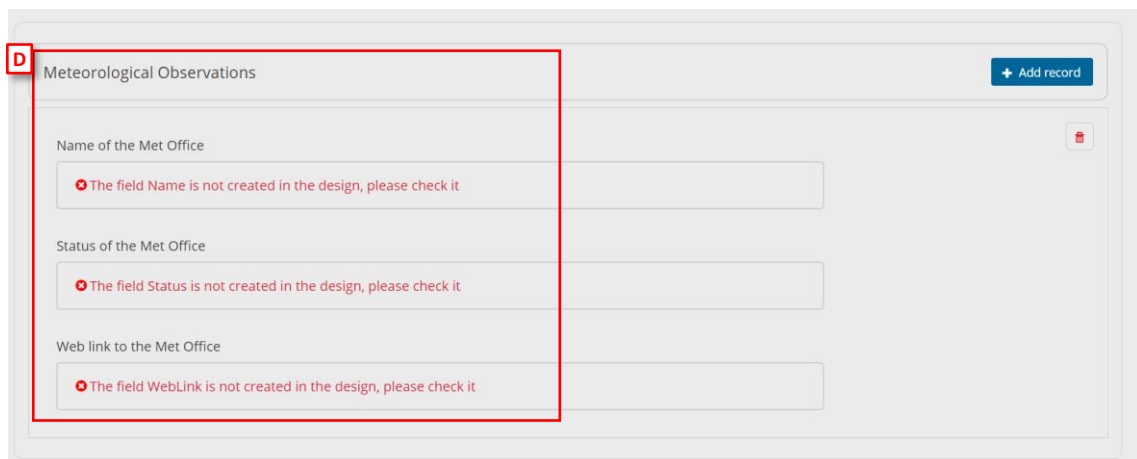 D
Meteorological Observations
+ Add record
Name of the Met Office
The field Name is not created in the design, please check it
Status of the Met Office
The field Status is not created in the design, please check it
Web link to the Met Office
The field WebLink is not created in the design, please check it